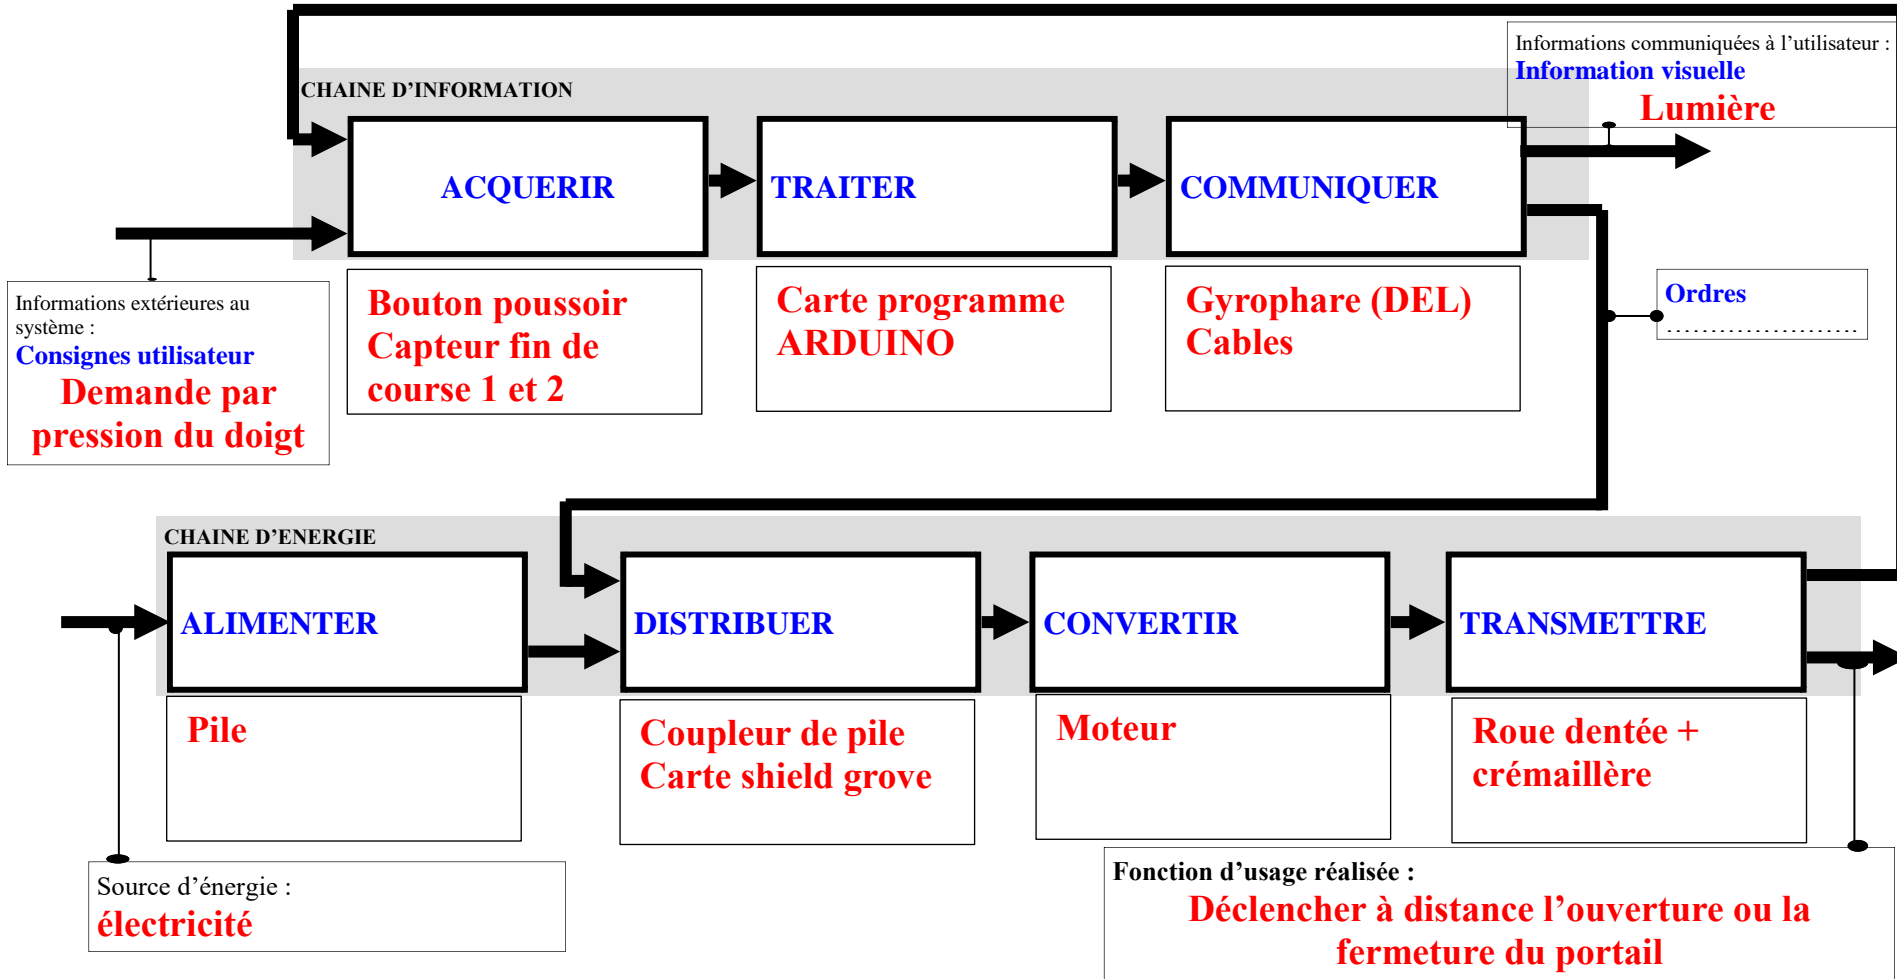 Informations communiquées à l’utilisateur :
Information visuelle
Lumière
CHAINE D’INFORMATION
ACQUERIR
TRAITER
COMMUNIQUER
Informations extérieures au
système :
Consignes utilisateur
Demande par
pression du doigt
Bouton poussoir
Capteur fin de
course 1 et 2
Carte programme
ARDUINO
Gyrophare (DEL)
Cables
Ordres
.....................
CHAINE D’ENERGIE
ALIMENTER
DISTRIBUER
CONVERTIR
TRANSMETTRE
Pile
Coupleur de pile
Carte shield grove
Moteur
Roue dentée +
crémaillère
Source d’énergie :
électricité
Fonction d’usage réalisée :
Déclencher à distance l’ouverture ou la
fermeture du portail